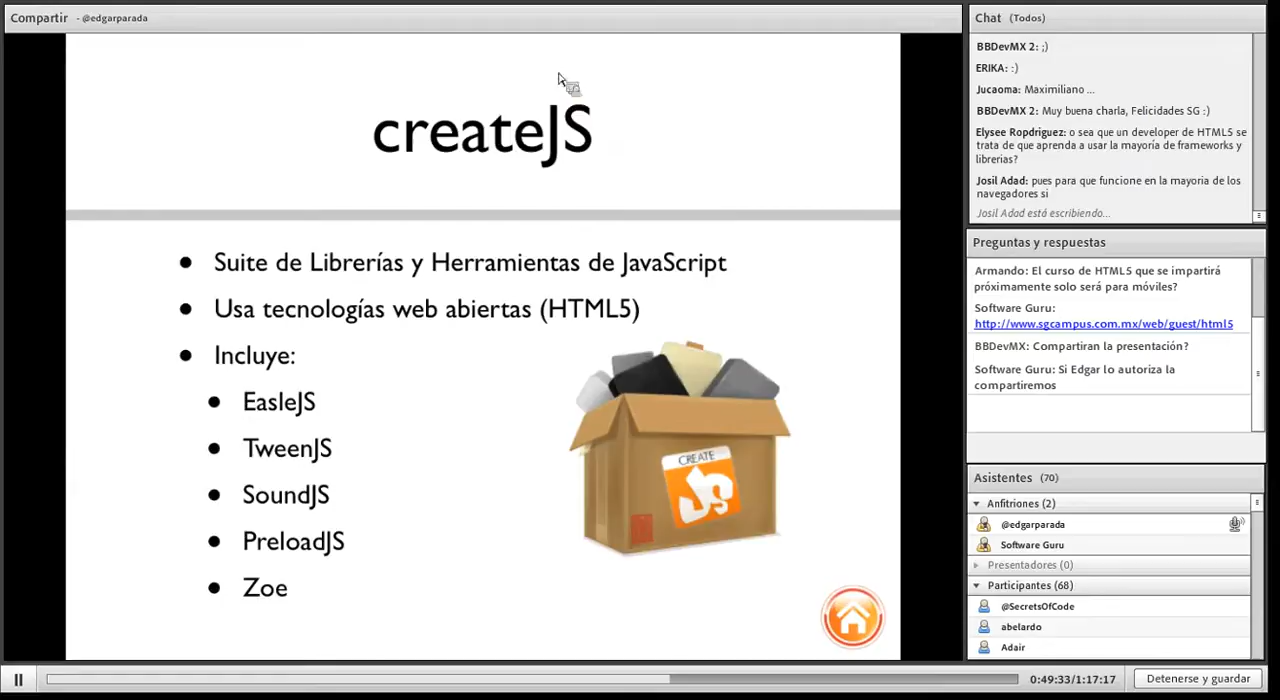 Compartir - @edgarparada
createJS
Suite de Librerías y Herramientas de JavaScript
Usa tecnologías web abiertas (HTML5)
Incluye:
EasleJS
TweenJS
SoundJS
PreloadJS
Zoe
CREATE
JS
Chat (Todos)
BBDevMX 2: ;)
ERIKA: :)
Jucaoma: Maximiliano ...
BBDevMX 2: Muy buena charla, Felicidades SG :)
Elysee Ropdriguez: o sea que un developer de HTML5 se
trata de que aprenda a usar la mayoría de frameworks y
librerias?
Josil Adad: pues para que funcione en la mayoria de los
navegadores si
Josil Adad está escribiendo...
Preguntas y respuestas
Armando: El curso de HTML5 que se impartirá
próximamente solo será para móviles?
Software Guru:
http://www.sgcampus.com.mx/web/guest/html5
BBDevMX: Compartiran la presentación?
Software Guru: Si Edgar lo autoriza la
compartiremos
Asistentes (70)
Anfitriones (2)
@edgarparada
Software Guru
Presentadores (0)
Participantes (68)
@SecretsOfCode
abelardo
Adair
0:49:33/1:17:17
Detenerse y guardar